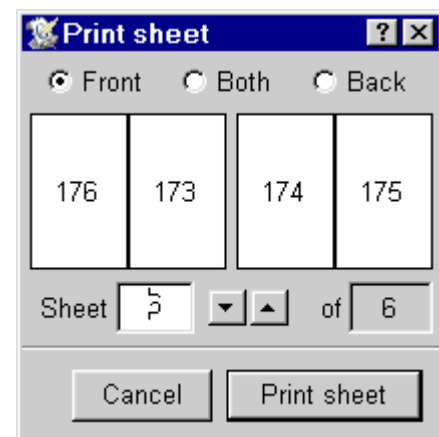 Print sheet
Front Both Back
176 173 174 175
Sheet of 6
Cancel Print sheet